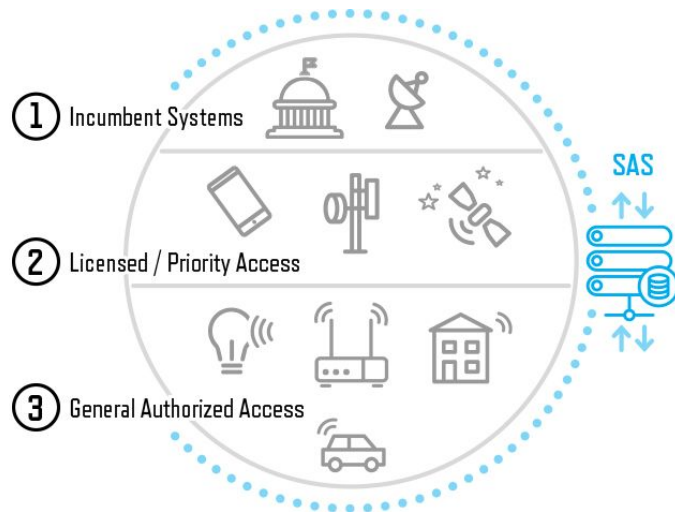 1 Incumbent Systems
SAS
2 Licensed / Priority Access
3 General Authorized Access